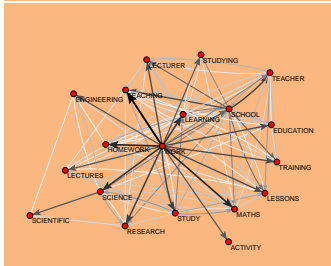 STUDYING
LECTURER
TEACHER
TEACHING
ENGINEERING
SCHOOL
LEARNING
EDUCATION
HOMEWORK
WORK
TRAINING
LECTURES
SCIENCE
LESSONS
MATHS
SCIENTIFIC
STUDY
RESEARCH
ACTIVITY